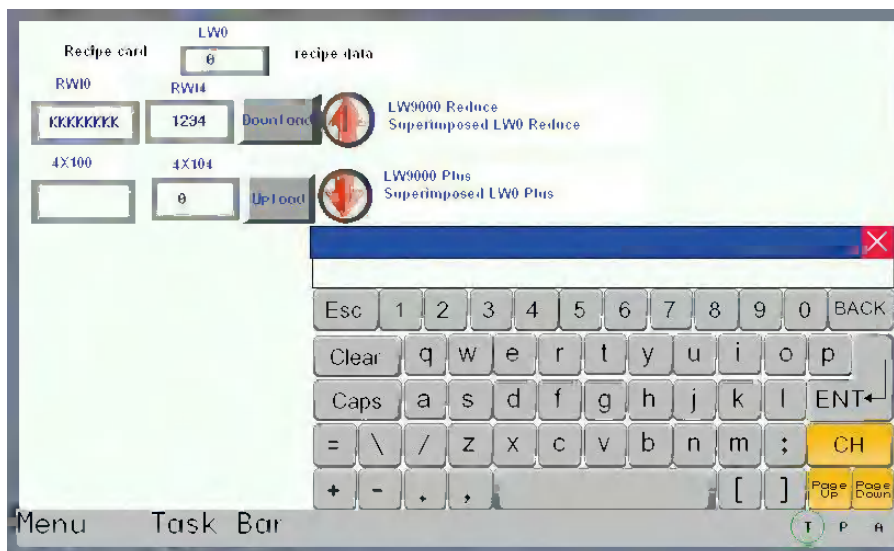 LW0
Recipe card 0 recipe data
RWI0 RWI4
KKKKKKKK 1234 Download
LW9000 Reduce
Superimposed LW0 Reduce
4X100 4X104
0 Upload
LW9000 Plus
Superimposed LW0 Plus
Esc 1 2 3 4 5 6 7 8 9 0 BACK
Clear q w e r t y u i o p
Caps a s d f g h j k l ENT
= \ / z x c v b n m ; CH
+ - . , [ ] Page Up Page Down
Menu Task Bar T P A